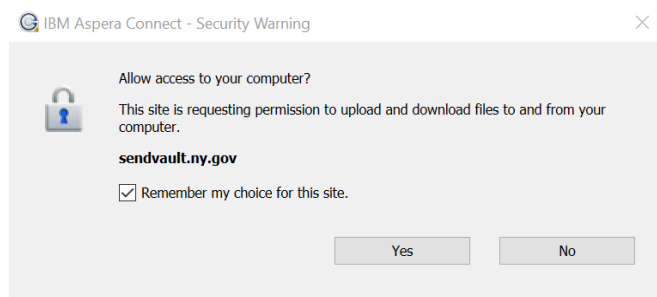 IBM Aspera Connect - Security Warning
Allow access to your computer?
This site is requesting permission to upload and download files to and from your
computer.
sendvault.ny.gov
Remember my choice for this site.
Yes
No